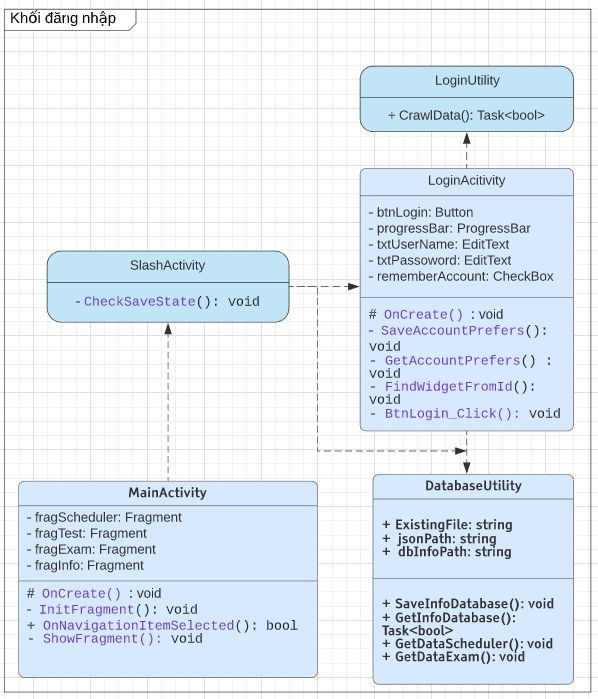 Khối đăng nhập
LoginUtility
÷ CrawlData(): Task<bool>
LoginAcitivity
- btnLogin: Button
- progressBar: ProgressBar
- txtUserName: EditText
- txtPassoword: EditText
- rememberAccount: CheckBox
# OnCreate() : void
- SaveAccountPrefers():
void
- GetAccountPrefers() :
void
- FindWidgetFromId():
void
- BtnLogin_Click(): void
SlashActivity
- CheckSaveState(): void
MainActivity
- fragScheduler: Fragment
- fragTest: Fragment
- fragExam: Fragment
- fragInfo: Fragment
# OnCreate() : void
- InitFragment(): void
+ OnNavigationItemSelected(): bool
- ShowFragment(): void
DatabaseUtility
+ ExistingFile: string
+ jsonPath: string
+ dbInfoPath: string
+ SaveInfoDatabase(): void
+ GetInfoDatabase():
Task<bool>
+ GetDataScheduler(): void
+ GetDataExam(): void